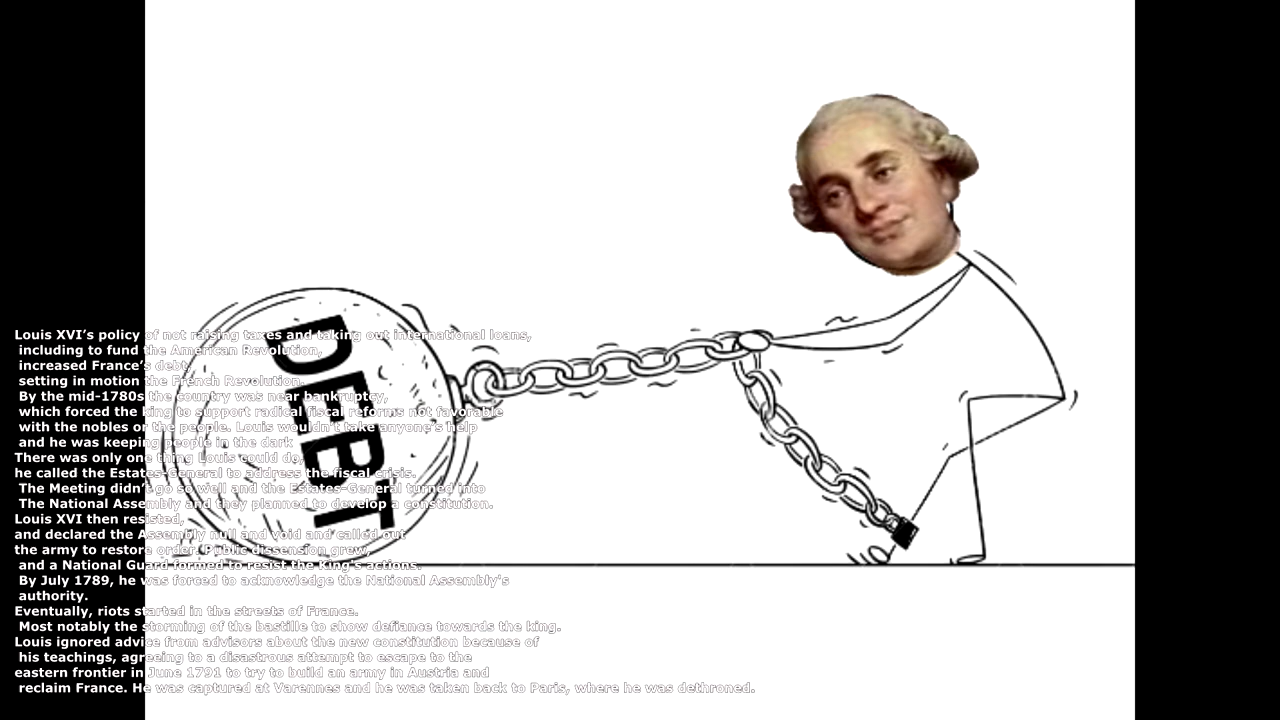 DEBT
Louis XVI's policy of not raising taxes and taking out international loans,
including to fund the American Revolution,
increased France's debt,
setting in motion the French Revolution.
By the mid-1780s the country was near bankruptcy,
which forced the king to support radical fiscal reforms not favorable
with the nobles or the people. Louis wouldn't take anyone's help
and he was keeping people in the dark
There was only one thing Louis could do,
he called the Estates-General to address the fiscal crisis.
The Meeting didn't go so well and the Estates-General turned into
The National Assembly and they planned to develop a constitution.
Louis XVI then resisted,
and declared the Assembly null and void and called out
the army to restore order. Public dissension grew,
and a National Guard formed to resist the King's actions.
By July 1789, he was forced to acknowledge the National Assembly's
authority.
Eventually, riots started in the streets of France.
Most notably the storming of the bastille to show defiance towards the king.
Louis ignored advice from advisors about the new constitution because of
his teachings, agreeing to a disastrous attempt to escape to the
eastern frontier in June 1791 to try to build an army in Austria and
reclaim France. He was captured at Varennes and he was taken back to Paris, where he was dethroned.